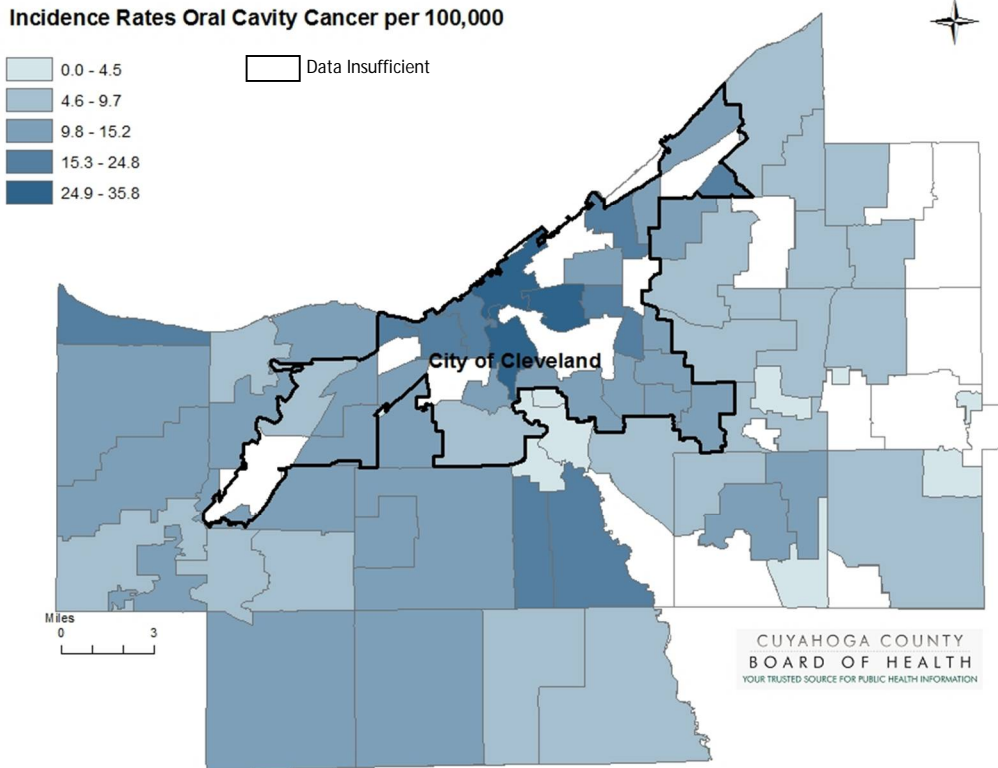 Incidence Rates Oral Cavity Cancer per 100,000
0.0 - 4.5
4.6 - 9.7
9.8 - 15.2
15.3 - 24.8
24.9 - 35.8
Data Insufficient
City of Cleveland
Miles
0 3
CUYAHOGA COUNTY
BOARD OF HEALTH
YOUR TRUSTED SOURCE FOR PUBLIC HEALTH INFORMATION